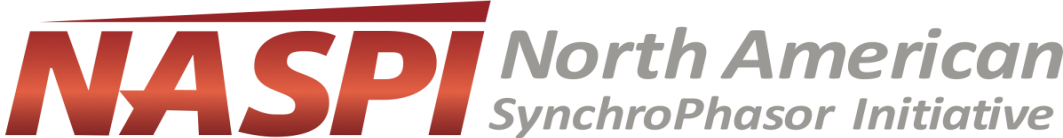 NASPI
North American
SynchroPhasor Initiative